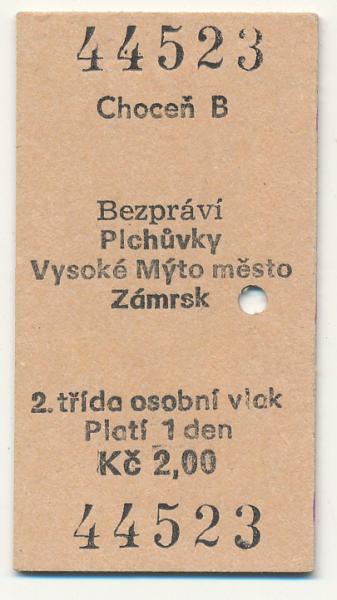 44523
Choceň B
Bezpráví
Plchůvky
Vysoké Mýto město
Zámrsk
2. třída osobní vlak
Platí 1 den
Kč 2,00
44523